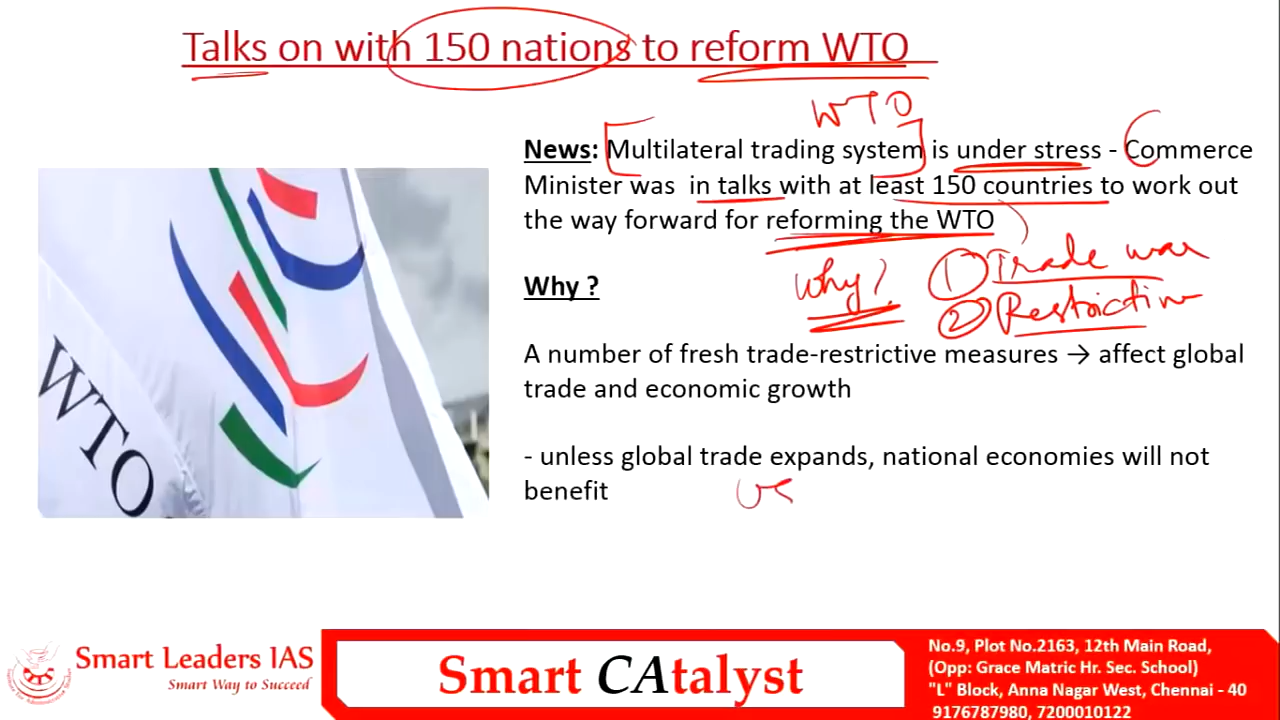 Talks on with 150 nations to reform WTO
WTO
News: Multilateral trading system is under stress - Commerce
Minister was in talks with at least 150 countries to work out
the way forward for reforming the WTO
Why?
① Trade war
② Restrictive
Why ?
A number of fresh trade-restrictive measures → affect global
trade and economic growth
- unless global trade expands, national economies will not
benefit
US
WTO
Smart Leaders IAS
Smart Way to Succeed
Smart CAtalyst
No.9, Plot No.2163, 12th Main Road,
(Opp: Grace Matric Hr. Sec. School)
"L" Block, Anna Nagar West, Chennai - 40
9176787980, 7200010122